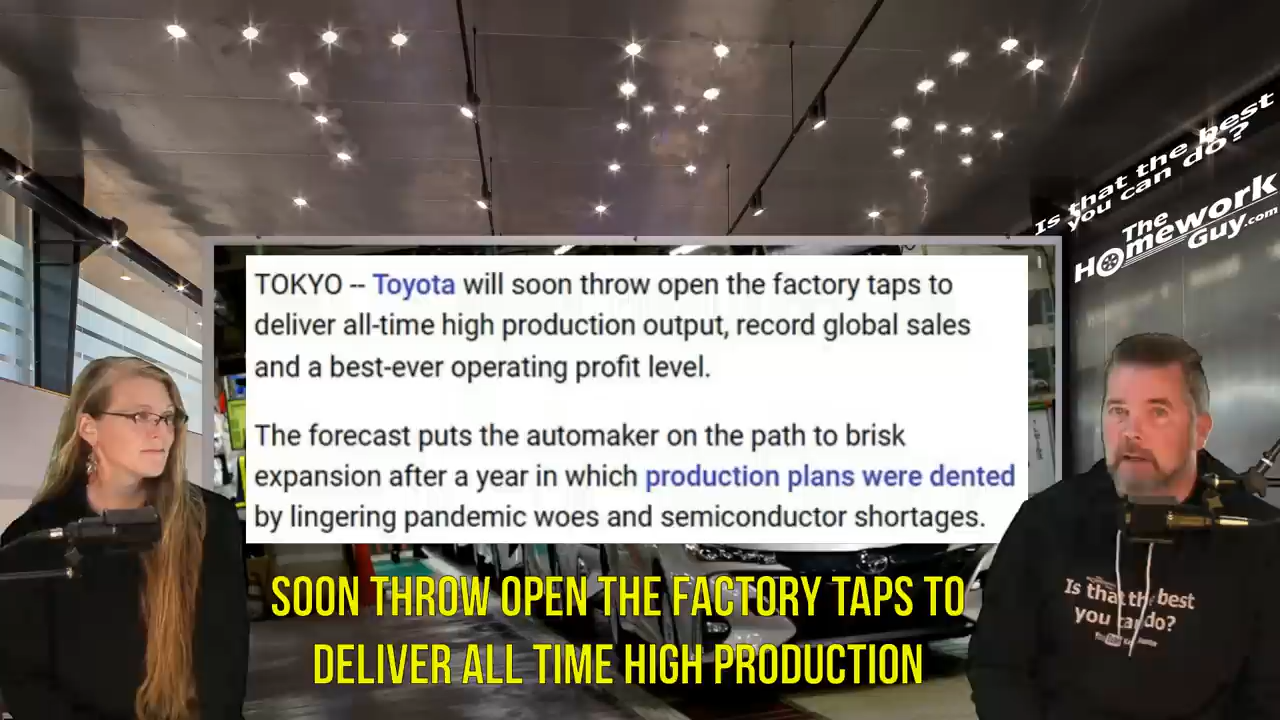 Is that the best
you can do?
The
Homework
Guy.com
TOKYO -- Toyota will soon throw open the factory taps to
deliver all-time high production output, record global sales
and a best-ever operating profit level.
The forecast puts the automaker on the path to brisk
expansion after a year in which production plans were dented
by lingering pandemic woes and semiconductor shortages.
Is that the best
you can do?
SOON THROW OPEN THE FACTORY TAPS TO
DELIVER ALL TIME HIGH PRODUCTION